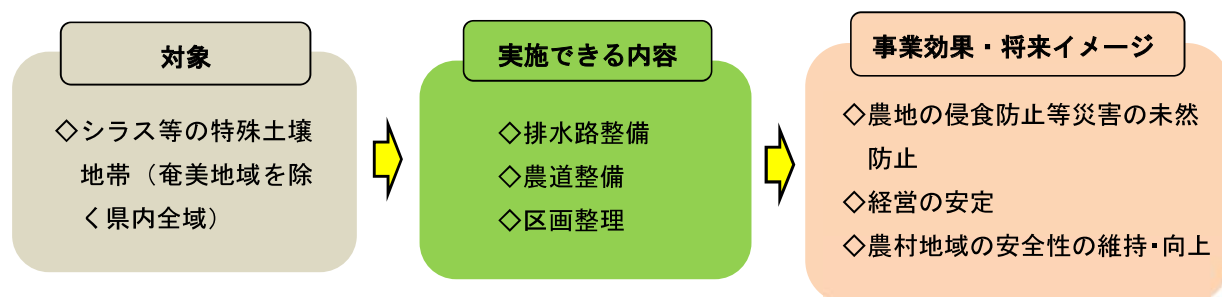 対象
◇シラス等の特殊土壌
地帯（奄美地域を除
く県内全域）
実施できる内容
◇排水路整備
◇農道整備
◇区画整理
事業効果・将来イメージ
◇農地の侵食防止等災害の未然
防止
◇経営の安定
◇農村地域の安全性の維持･向上